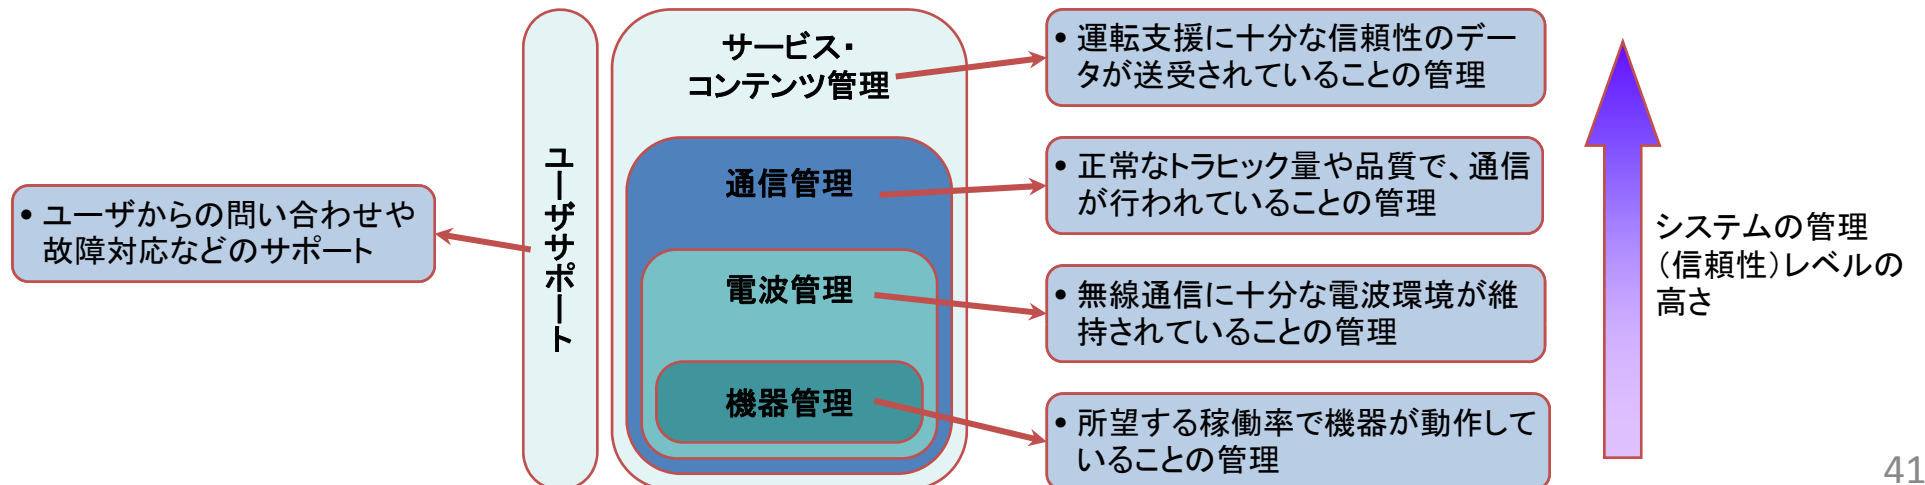 サービス・
コンテンツ管理
• 運転支援に十分な信頼性のデー
タが送受されていることの管理
通信管理
• 正常なトラヒック量や品質で、通信
が行われていることの管理
ユーザサポート
• ユーザからの問い合わせや
故障対応などのサポート
電波管理
• 無線通信に十分な電波環境が維
持されていることの管理
機器管理
• 所望する稼働率で機器が動作して
いることの管理
システムの管理
（信頼性）レベルの
高さ
41